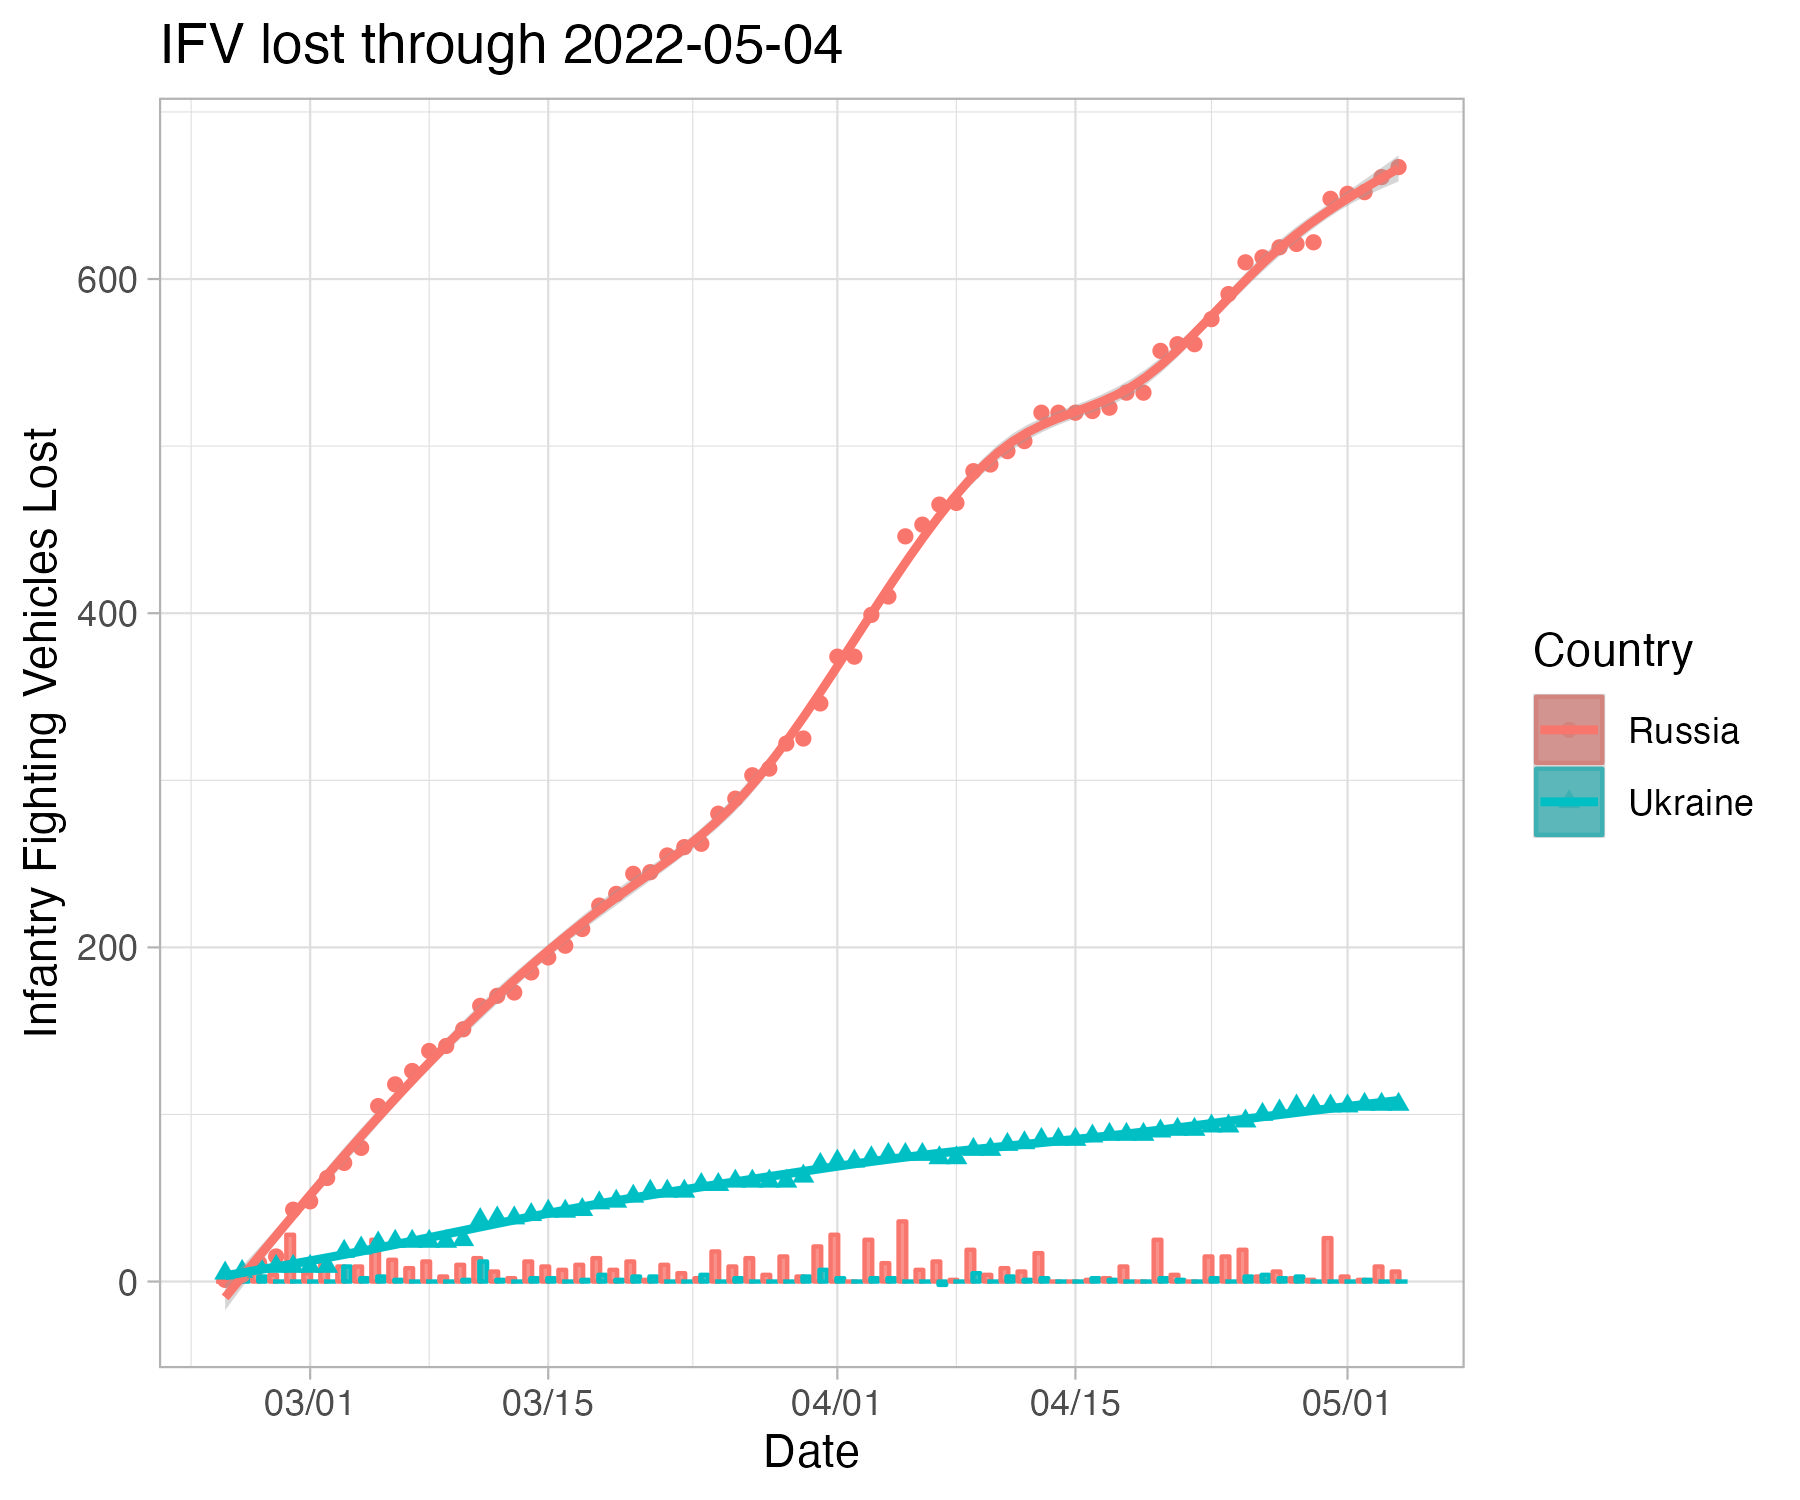 IFV lost through 2022-05-04
Infantry Fighting Vehicles Lost
600
400
200
0
03/01
03/15
04/01
04/15
05/01
Date
Country
Russia
Ukraine